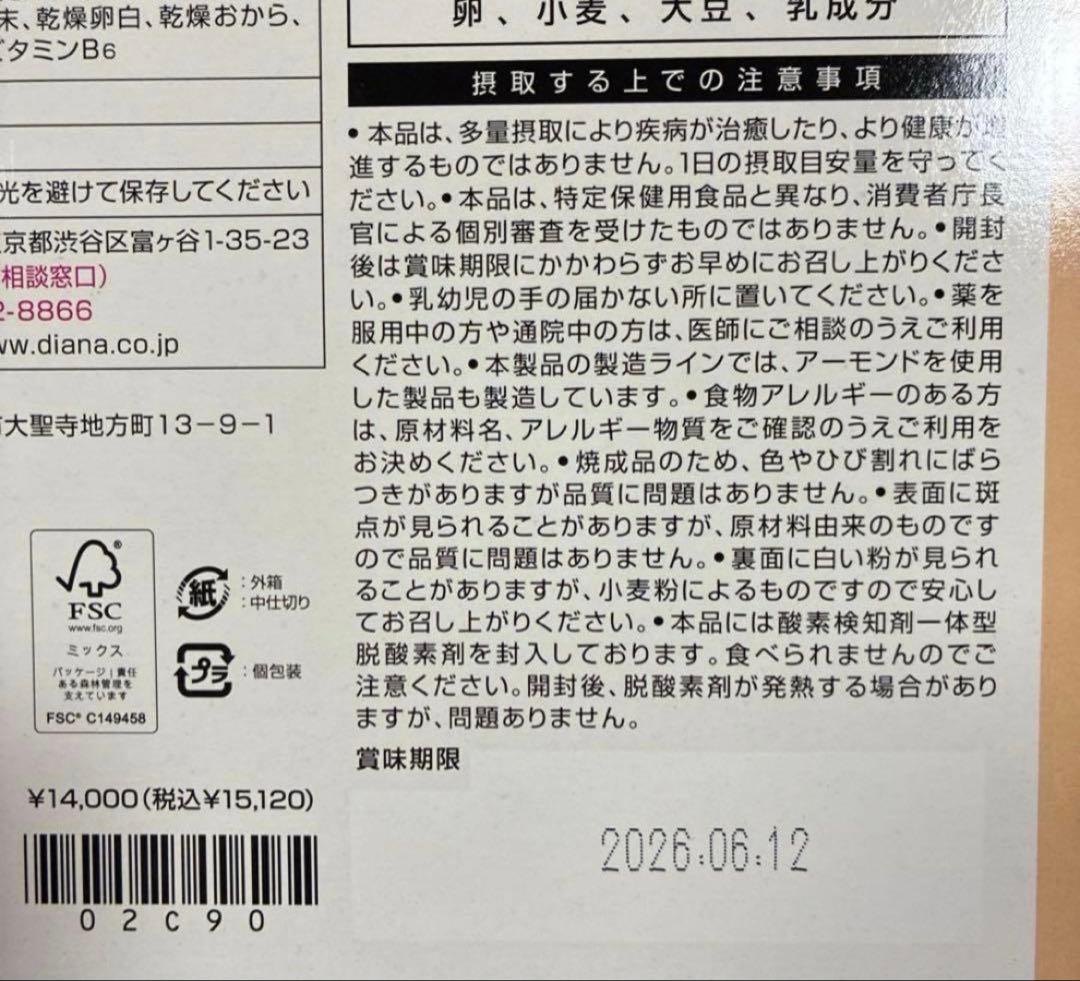 末、乾燥卵白、乾燥おから、
ビタミンB6
光を避けて保存してください
京都渋谷区富ヶ谷1-35-23
相談窓口)
2-8866
ww.diana.co.jp
大聖寺地方町13-9-1
FSC
www.fsc.org
ミックス
パッケージ|責任
ある森林管理を
支えています
FSC® C149458
紙
:外箱
:中仕切り
プラ
:個包装
¥14,000(税込¥15,120)
02C90
卵、小麦、大豆、乳成分
摂取する上での注意事項
•本品は、多量摂取により疾病が治癒したり、より健康が増
進するものではありません。1日の摂取目安量を守ってく
ださい。•本品は、特定保健用食品と異なり、消費者庁長
官による個別審査を受けたものではありません。•開封
後は賞味期限にかかわらずお早めにお召し上がりくださ
い。•乳幼児の手の届かない所に置いてください。•薬を
服用中の方や通院中の方は、医師にご相談のうえご利用
ください。•本製品の製造ラインでは、アーモンドを使用
した製品も製造しています。•食物アレルギーのある方
は、原材料名、アレルギー物質をご確認のうえご利用を
お決めください。•焼成品のため、色やひび割れにばら
つきがありますが品質に問題はありません。•表面に斑
点が見られることがありますが、原材料由来のものです
ので品質に問題はありません。•裏面に白い粉が見られ
ることがありますが、小麦粉によるものですので安心し
てお召し上がりください。•本品には酸素検知剤一体型
脱酸素剤を封入しております。食べられませんのでご
注意ください。開封後、脱酸素剤が発熱する場合があり
ますが、問題ありません。
賞味期限
2026.06.12